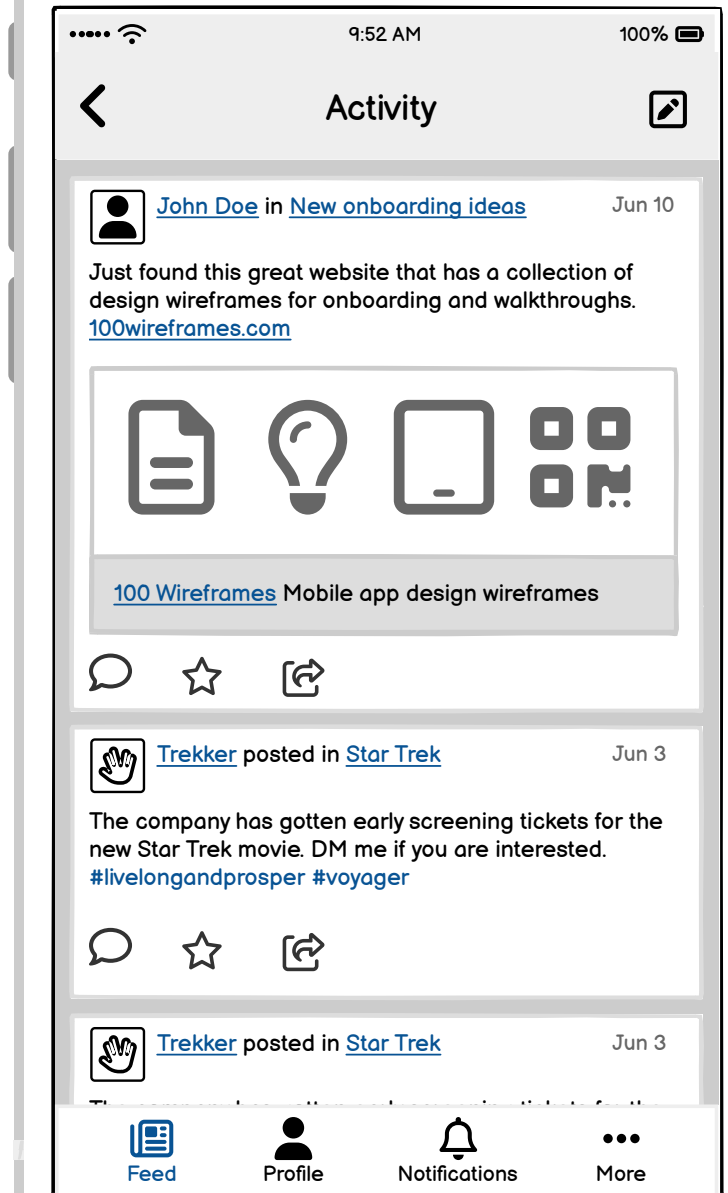 9:52 AM 100%
Activity
John Doe in New onboarding ideas Jun 10
Just found this great website that has a collection of
design wireframes for onboarding and walkthroughs.
100wireframes.com
100 Wireframes Mobile app design wireframes
Trekker posted in Star Trek Jun 3
The company has gotten early screening tickets for the
new Star Trek movie. DM me if you are interested.
#livelongandprosper #voyager
Trekker posted in Star Trek Jun 3
Feed Profile Notifications More